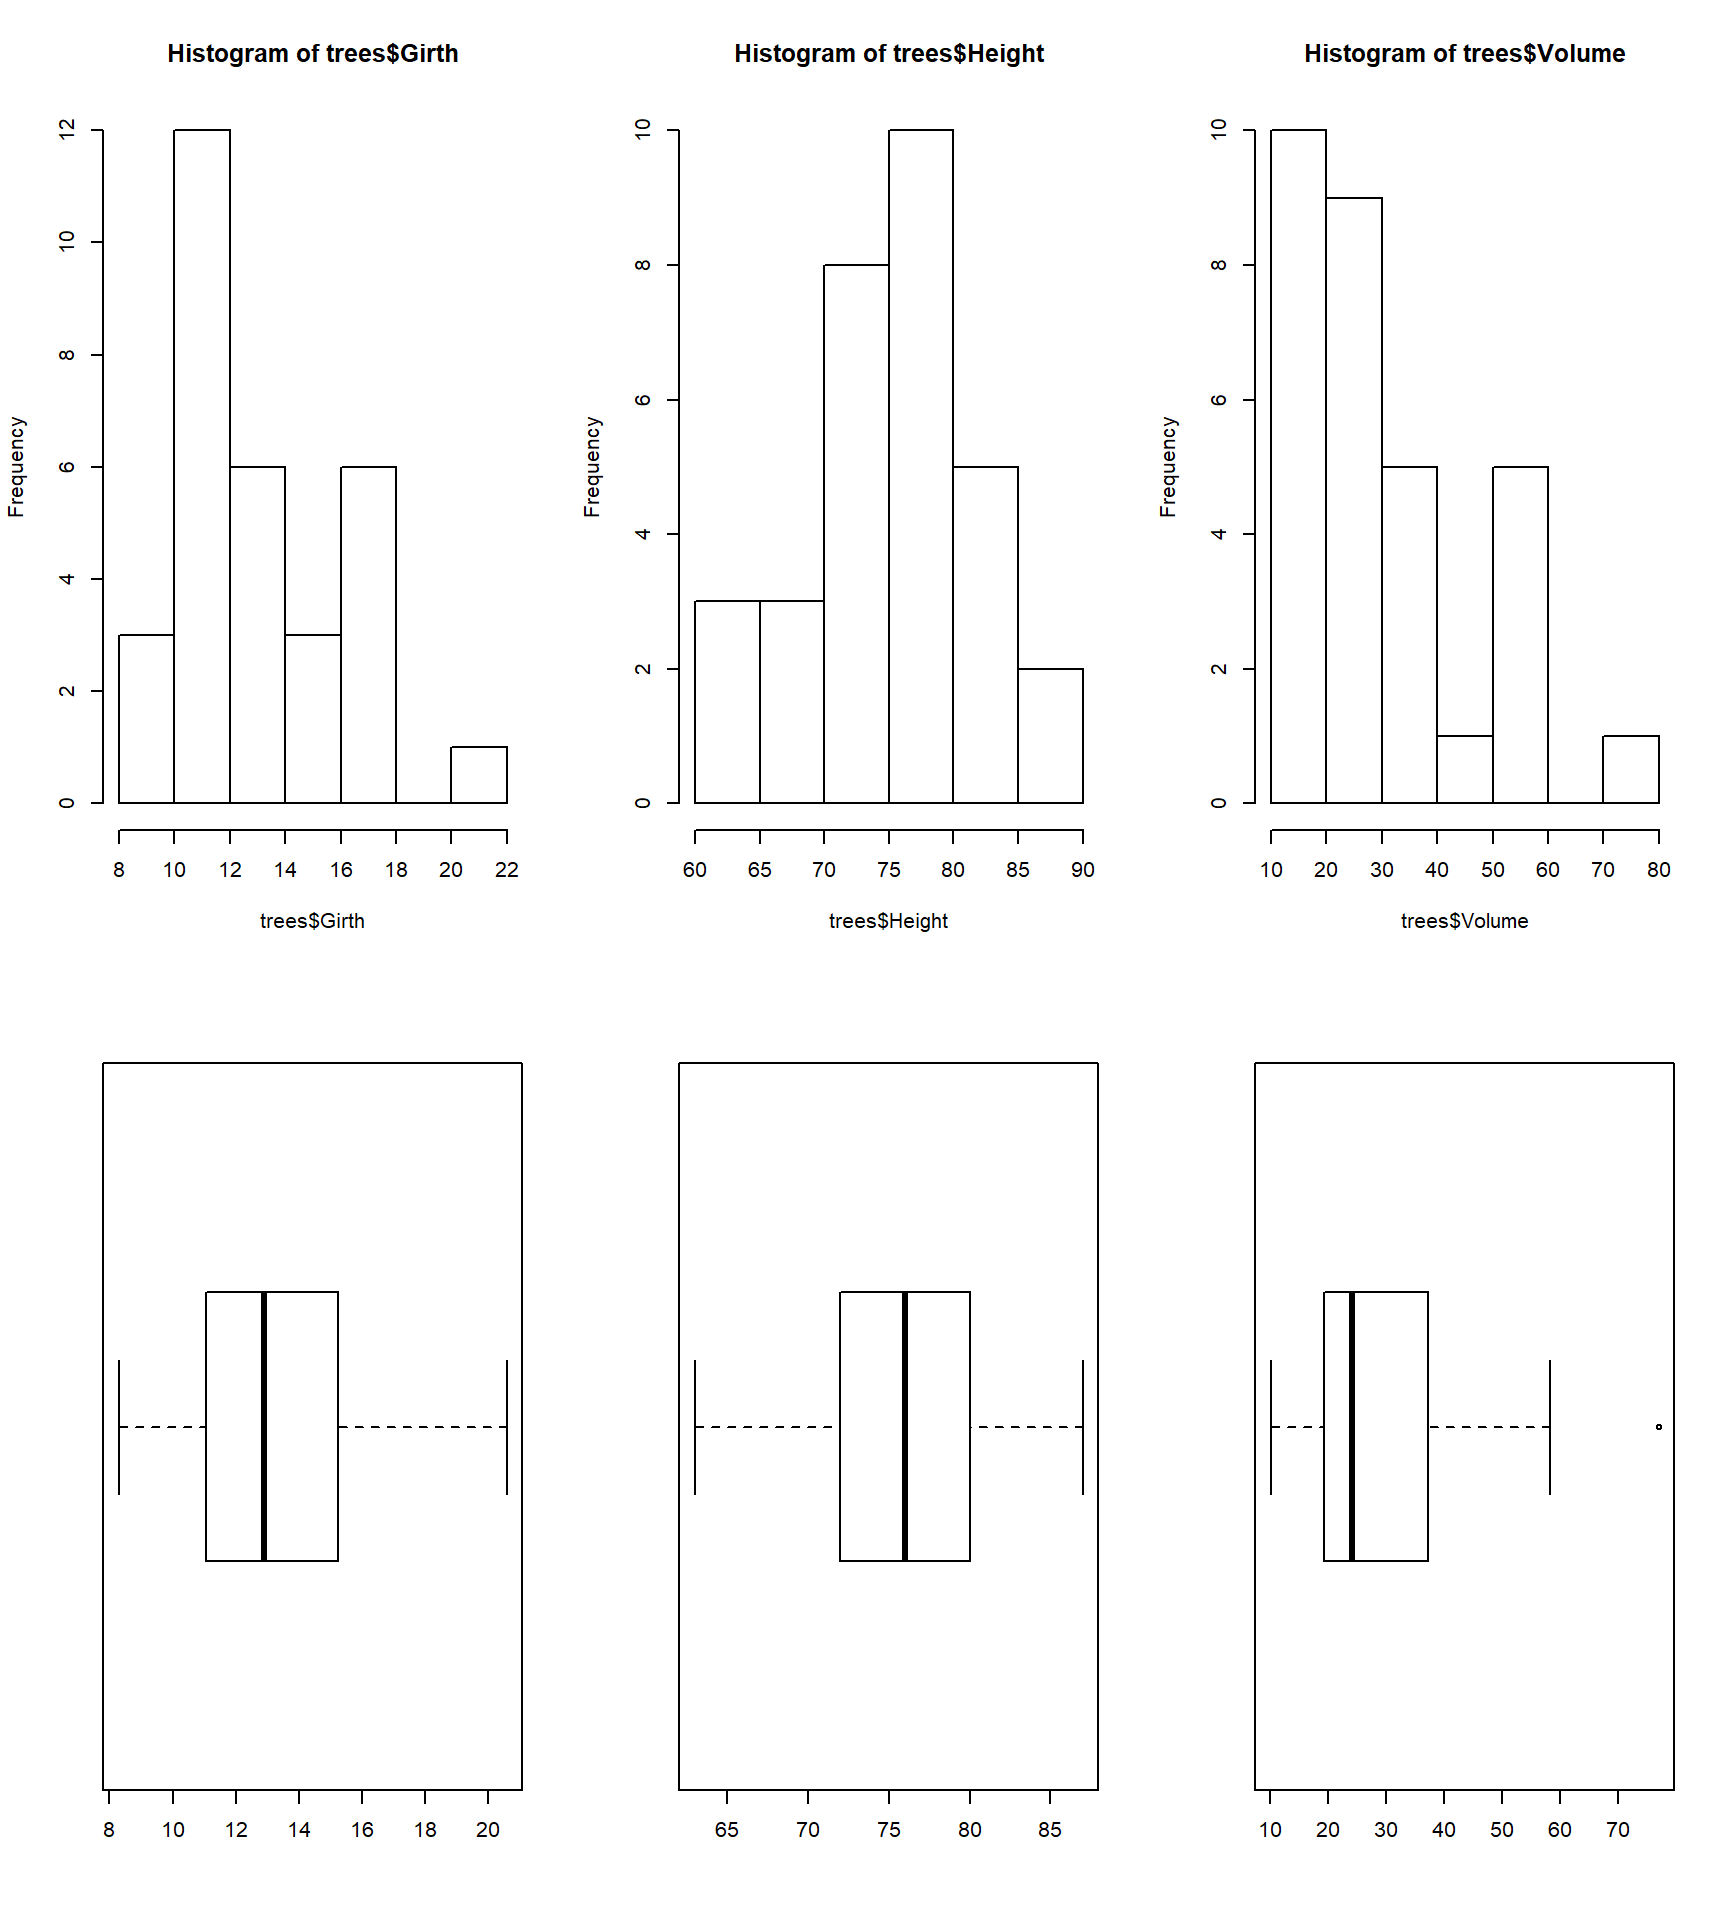 Histogram of trees$Girth
Frequency
12
10
8
6
4
2
0
8 10 12 14 16 18 20 22
trees$Girth
Histogram of trees$Height
Frequency
10
8
6
4
2
0
60 65 70 75 80 85 90
trees$Height
Histogram of trees$Volume
Frequency
10
8
6
4
2
0
10 20 30 40 50 60 70 80
trees$Volume
8 10 12 14 16 18 20
65 70 75 80 85
10 20 30 40 50 60 70